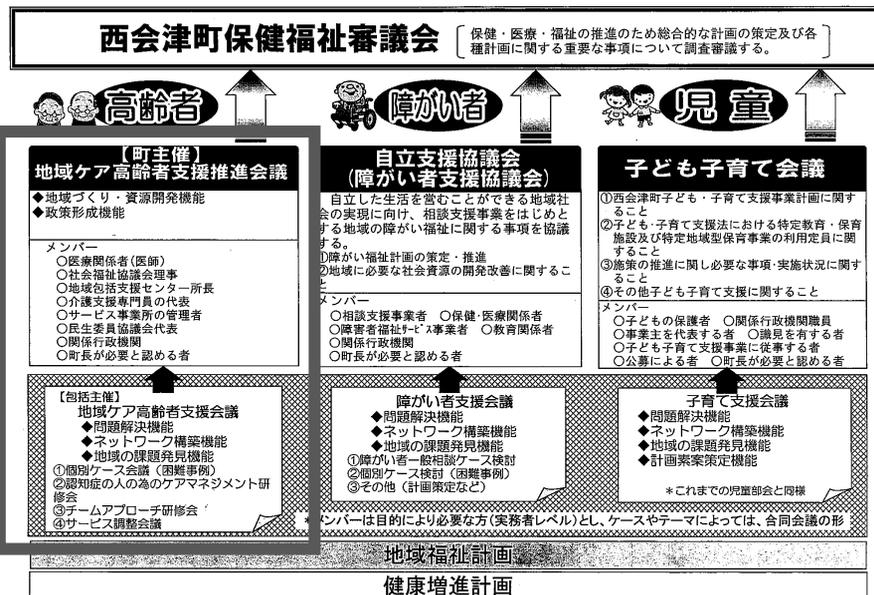 西会津町保健福祉審議会
保健・医療・福祉の推進のため総合的な計画の策定及び各
種計画に関する重要な事項について調査審議する。
高齢者
障がい者
児童
【町主催】
地域ケア高齢者支援推進会議
◆地域づくり・資源開発機能
◆政策形成機能
メンバー
○医療関係者(医師)
○社会福祉協議会理事
○地域包括支援センター所長
○介護支援専門員の代表
○サービス事業所の管理者
○民生委員協議会代表
○関係行政機関
○町長が必要と認める者
自立支援協議会
(障がい者支援協議会)
自立した生活を営むことができる地域社
会の実現に向け、相談支援事業をはじめと
する地域の障がい福祉に関する事項を協議
する。
①障がい福祉計画の策定・推進
②地域に必要な社会資源の開発改善に関するこ
と
メンバー
○相談支援事業者 ○保健・医療関係者
○障害者福祉ｻｰﾋﾞｽ事業者 ○教育関係者
○関係行政機関
○町長が必要と認める者
子ども子育て会議
①西会津町子ども・子育て支援事業計画に関す
ること
②子ども・子育て支援法における特定教育・保育
施設及び特定地域型保育事業の利用定員に関
すること
③施策の推進に関し必要な事項・実施状況に関す
ること
④その他子ども子育て支援に関すること
メンバー
○子どもの保護者 ○関係行政機関職員
○事業主を代表する者 ○識見を有する者
○子ども子育て支援事業に従事する者
○公募による者 ○町長が必要と認める者
【包括主催】
地域ケア高齢者支援会議
◆問題解決機能
◆ネットワーク構築機能
◆地域の課題発見機能
①個別ケース会議（困難事例）
②認知症の人の為のケアマネジメント研
修会
③チームアプローチ研修会
④サービス調整会議
障がい者支援会議
◆問題解決機能
◆ネットワーク構築機能
◆地域の課題発見機能
①障がい者一般相談ケース検討
②個別ケース検討（困難事例）
③その他（計画策定など）
子育て支援会議
◆問題解決機能
◆ネットワーク構築機能
◆地域の課題発見機能
◆計画素案策定機能
＊これまでの児童部会と同様
＊メンバーは目的により必要な方（実務者レベル）とし、ケースやテーマによっては、合同会議の形
地域福祉計画
健康増進計画